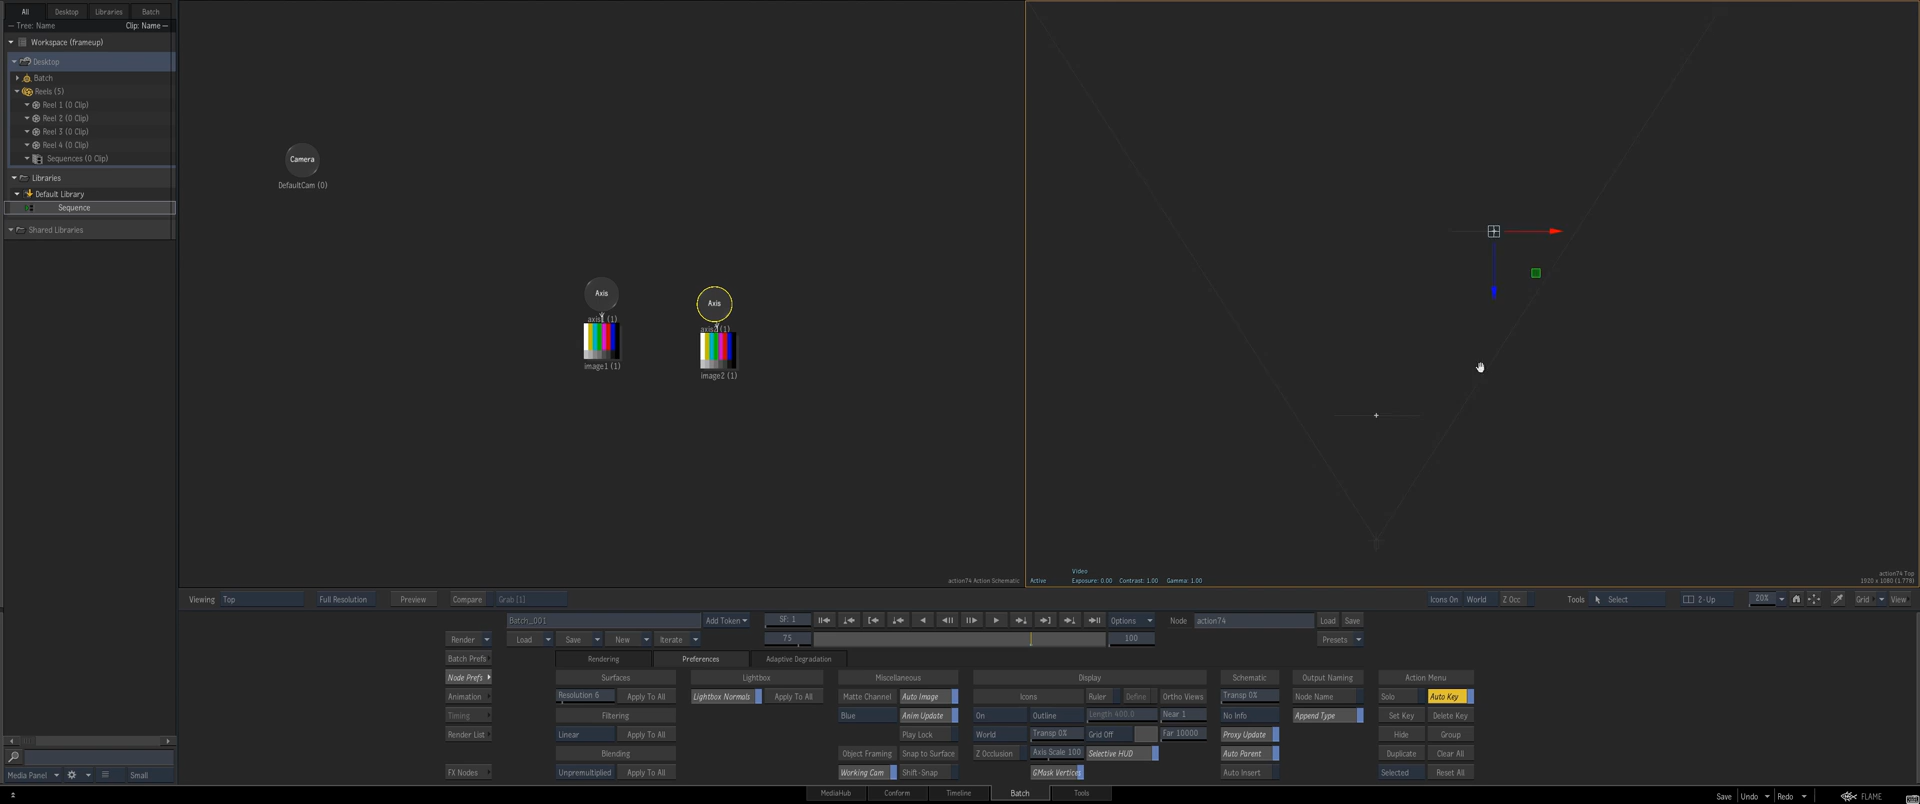 All Desktop Libraries Batch
Tree: Name Clip: Name
Workspace (frameup)
Desktop
Batch
Reels (5)
Reel 1 (0 Clip)
Reel 2 (0 Clip)
Reel 3 (0 Clip)
Reel 4 (0 Clip)
Sequences (0 Clip)
Libraries
Default Library
Sequence
Shared Libraries
Media Panel Small
Camera
DefaultCam (0)
Axis Axis
axis1 (1) axis2 (1)
image1 (1) image2 (1)
action74 Action Schematic
Video
Active Exposure: 0.00 Contrast: 1.00 Gamma: 1.00
action74 Top
1920 x 1080 (1.778)
Viewing Top Full Resolution Preview Compare Grab [1] Icons On World Z Occ Tools Select 2-Up 20% Grid View
Batch_001 Add Token SF: 1 Options Node action74 Load Save
Render Load Save New Iterate 75 100 Presets
Batch Prefs Rendering Preferences Adaptive Degradation
Node Prefs Surfaces Lightbox Miscellaneous Display Schematic Output Naming Action Menu
Animation Resolution 6 Apply To All Lightbox Normals Apply To All Matte Channel Auto Image Icons Ruler Define Ortho Views Transp 0% Node Name Solo Auto Key
Timing Filtering Blue Anim Update On Outline Length 400.0 Near 1 No Info Append Type Set Key Delete Key
Render List Linear Apply To All Play Lock World Transp 0% Grid Off Far 10000 Proxy Update Hide Group
Blending Object Framing Snap to Surface Z Occlusion Axis Scale 100 Selective HUD Auto Parent Duplicate Clear All
FX Nodes Unpremultiplied Apply To All Working Cam Shift-Snap GMask Vertices Auto Insert Selected Reset All
MediaHub Conform Timeline Batch Tools Save Undo Redo FLAME